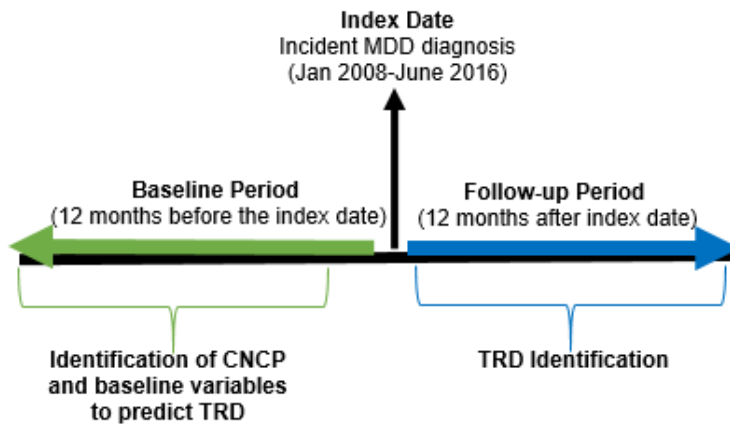 Index Date
Incident MDD diagnosis
(Jan 2008-June 2016)
Baseline Period
(12 months before the index date)
Follow-up Period
(12 months after index date)
Identification of CNCP
and baseline variables
to predict TRD
TRD Identification